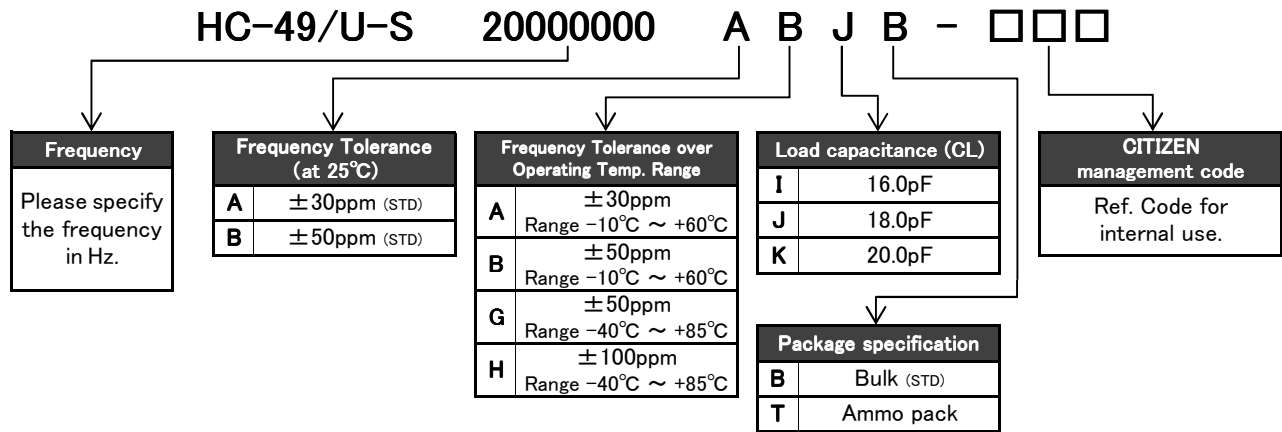 HC-49/U-S 20000000 A B J B - □□□
Frequency
Please specify
the frequency
in Hz.
Frequency Tolerance
(at 25℃)
A ±30ppm (STD)
B ±50ppm (STD)
Frequency Tolerance over
Operating Temp. Range
A ±30ppm
Range -10℃ ～ +60℃
B ±50ppm
Range -10℃ ～ +60℃
G ±50ppm
Range -40℃ ～ +85℃
H ±100ppm
Range -40℃ ～ +85℃
Load capacitance (CL)
I 16.0pF
J 18.0pF
K 20.0pF
Package specification
B Bulk (STD)
T Ammo pack
CITIZEN
management code
Ref. Code for
internal use.